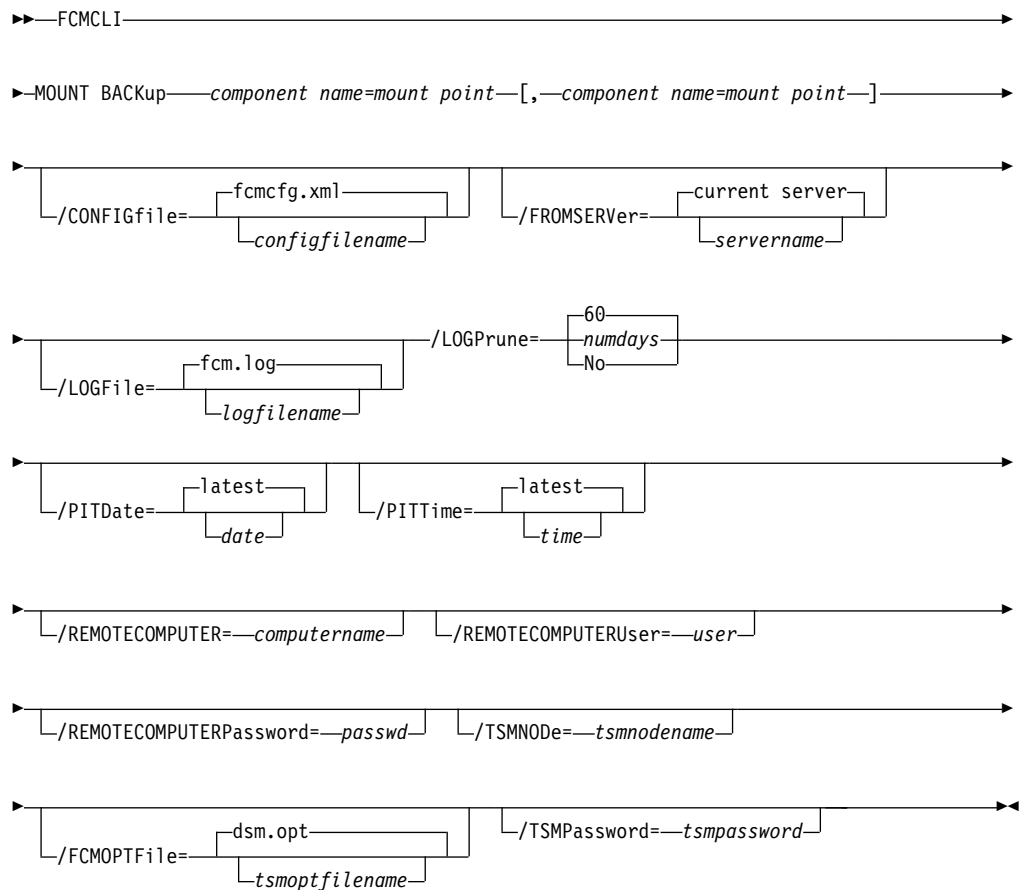 FCMCLI
MOUNT BACKup component name=mount point [, component name=mount point ]
/CONFIGfile= fcmcfg.xml configfilename /FROMSERVer= current server servername
/LOGFile= fcm.log logfilename /LOGPrune= 60 numdays No
/PITDate= latest date /PITTime= latest time
/REMOTECOMPUTER= computername /REMOTECOMPUTERUser= user
/REMOTECOMPUTERPassword= passwd /TSMNODe= tsmnodename
/FCMOPTFile= dsm.opt tsmoptfilename /TSMPassword= tsmpassword